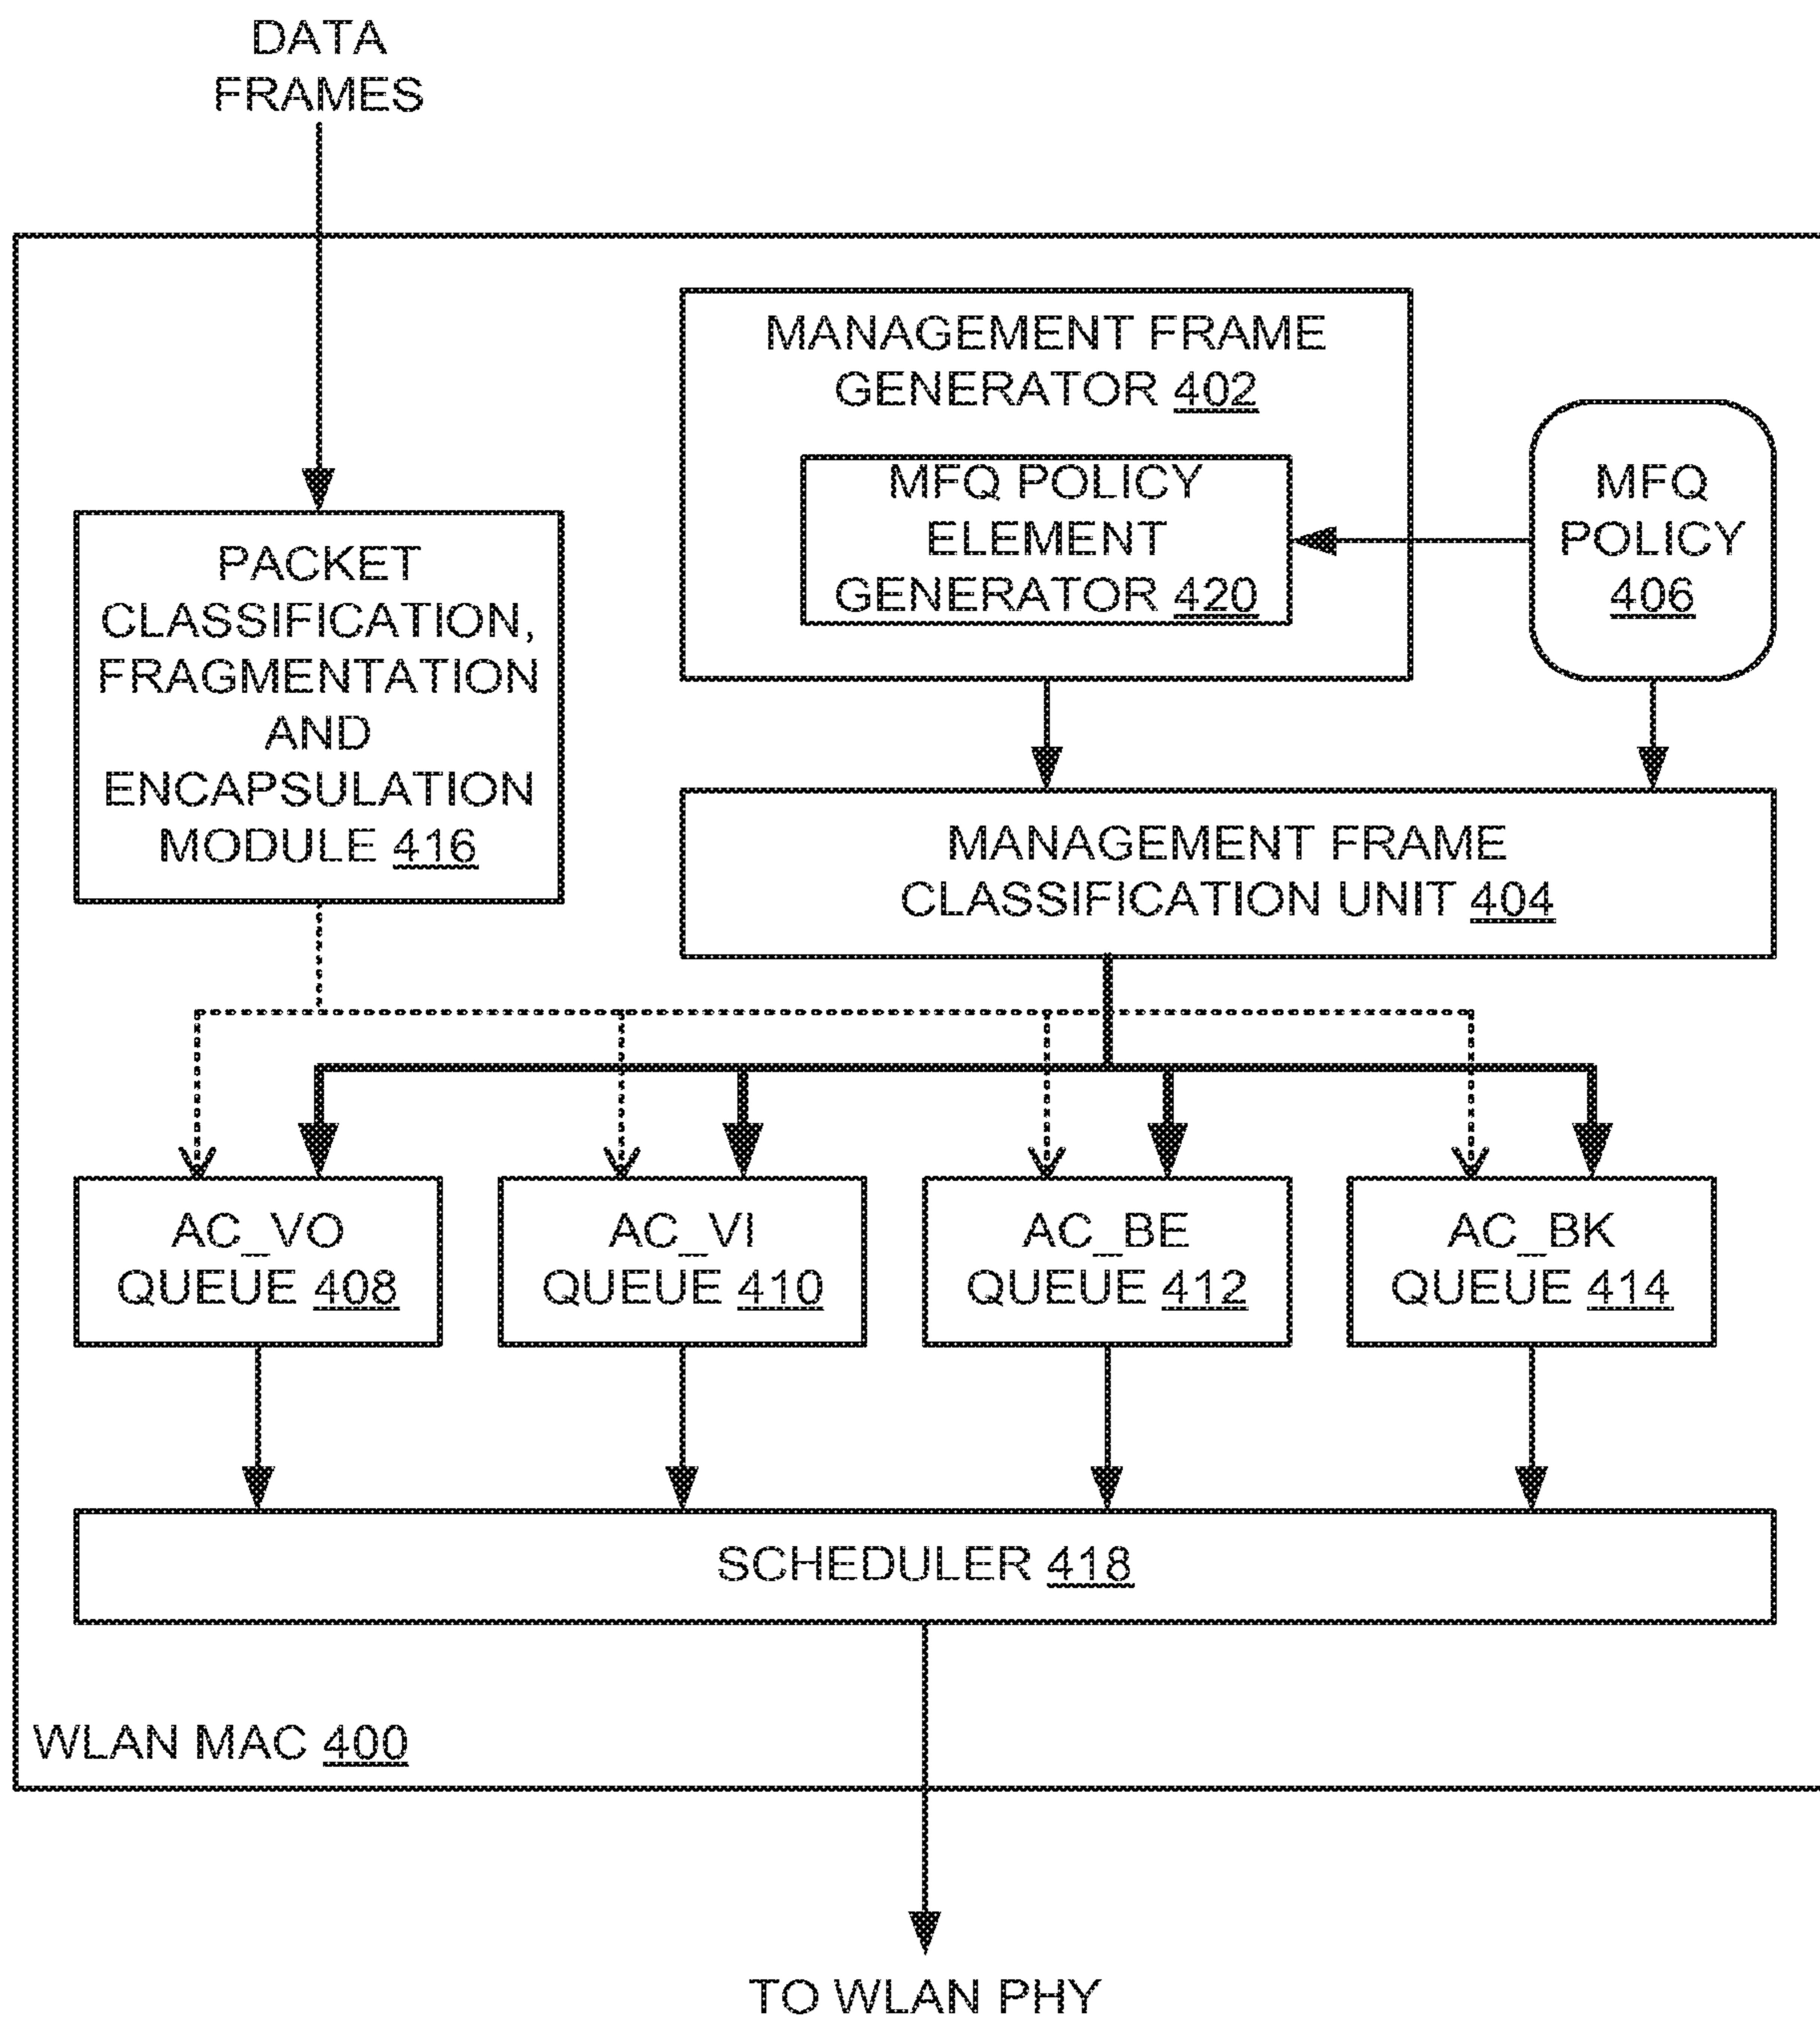 DATA
FRAMES
MANAGEMENT FRAME
GENERATOR 402
MFQ POLICY
ELEMENT
GENERATOR 420
MFQ
POLICY
406
PACKET
CLASSIFICATION,
FRAGMENTATION
AND
ENCAPSULATION
MODULE 416
MANAGEMENT FRAME
CLASSIFICATION UNIT 404
AC_VO
QUEUE 408
AC_VI
QUEUE 410
AC_BE
QUEUE 412
AC_BK
QUEUE 414
SCHEDULER 418
WLAN MAC 400
TO WLAN PHY